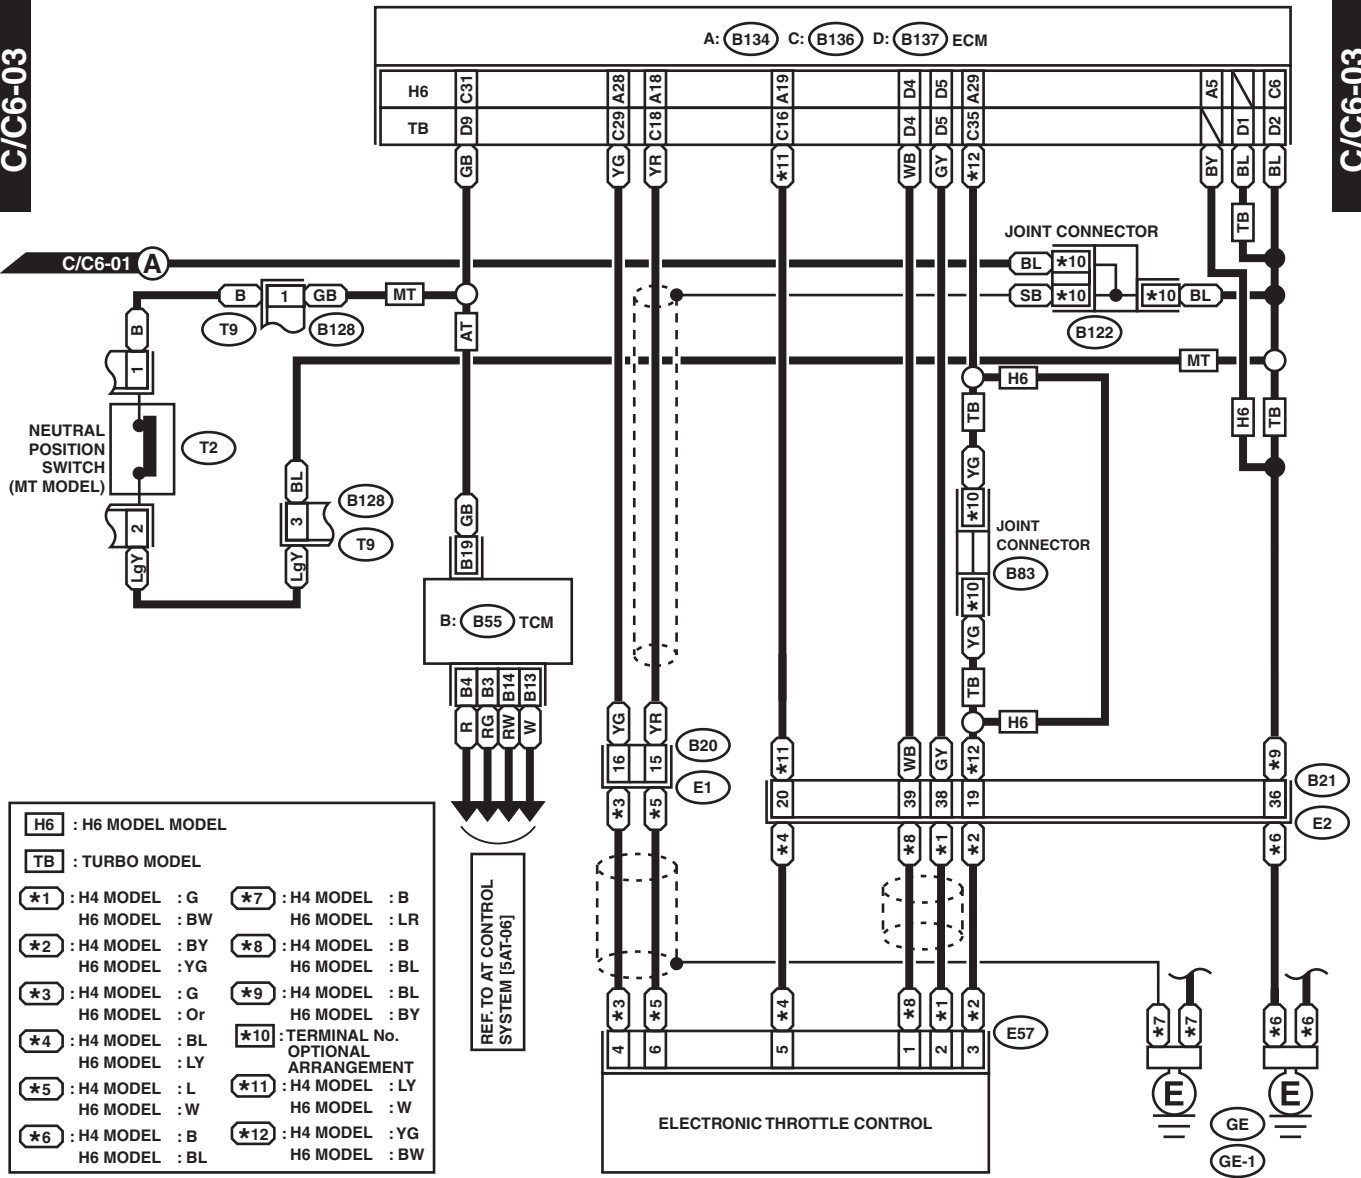 C/C6-03
C/C6-03
A: B134 C: B136 D: B137 ECM
H6 C31 A28 A18 A19 D4 D5 A29 A5 C6
TB D9 C29 C18 C16 D4 D5 C35 D1 D2
GB YG YR *11 WB GY *12 BY BL BL
TB
JOINT CONNECTOR
C/C6-01 A
BL *10
B 1 GB MT
SB *10 *10 BL
T9 B128
B122
B AT
MT
1
H6
TB H6 TB
NEUTRAL
POSITION
SWITCH
(MT MODEL)
T2
BL YG
B128
2 3 GB *10
JOINT
CONNECTOR
T9
B19
LgY LgY
B83
*10
B: B55 TCM
YG
B4 B3 B14 B13
TB
R RG RW W
YG YR
H6
B20
16 15
*11 WB GY *12 *9
E1
B21
20 39 38 19 36
*3 *5
E2
*4 *8 *1 *2 *6
REF. TO AT CONTROL
SYSTEM [5AT-06]
H6 : H6 MODEL MODEL
TB : TURBO MODEL
*1 : H4 MODEL : G
H6 MODEL : BW
*2 : H4 MODEL : BY
H6 MODEL : YG
*3 : H4 MODEL : G
H6 MODEL : Or
*4 : H4 MODEL : BL
H6 MODEL : LY
*5 : H4 MODEL : L
H6 MODEL : W
*6 : H4 MODEL : B
H6 MODEL : BL
*7 : H4 MODEL : B
H6 MODEL : LR
*8 : H4 MODEL : B
H6 MODEL : BL
*9 : H4 MODEL : BL
H6 MODEL : BY
*10 : TERMINAL No.
OPTIONAL
ARRANGEMENT
*11 : H4 MODEL : LY
H6 MODEL : W
*12 : H4 MODEL : YG
H6 MODEL : BW
*3 *5 *4 *8 *1 *2
E57
*7 *7 *6 *6
4 6 5 1 2 3
E E
ELECTRONIC THROTTLE CONTROL
GE
GE-1